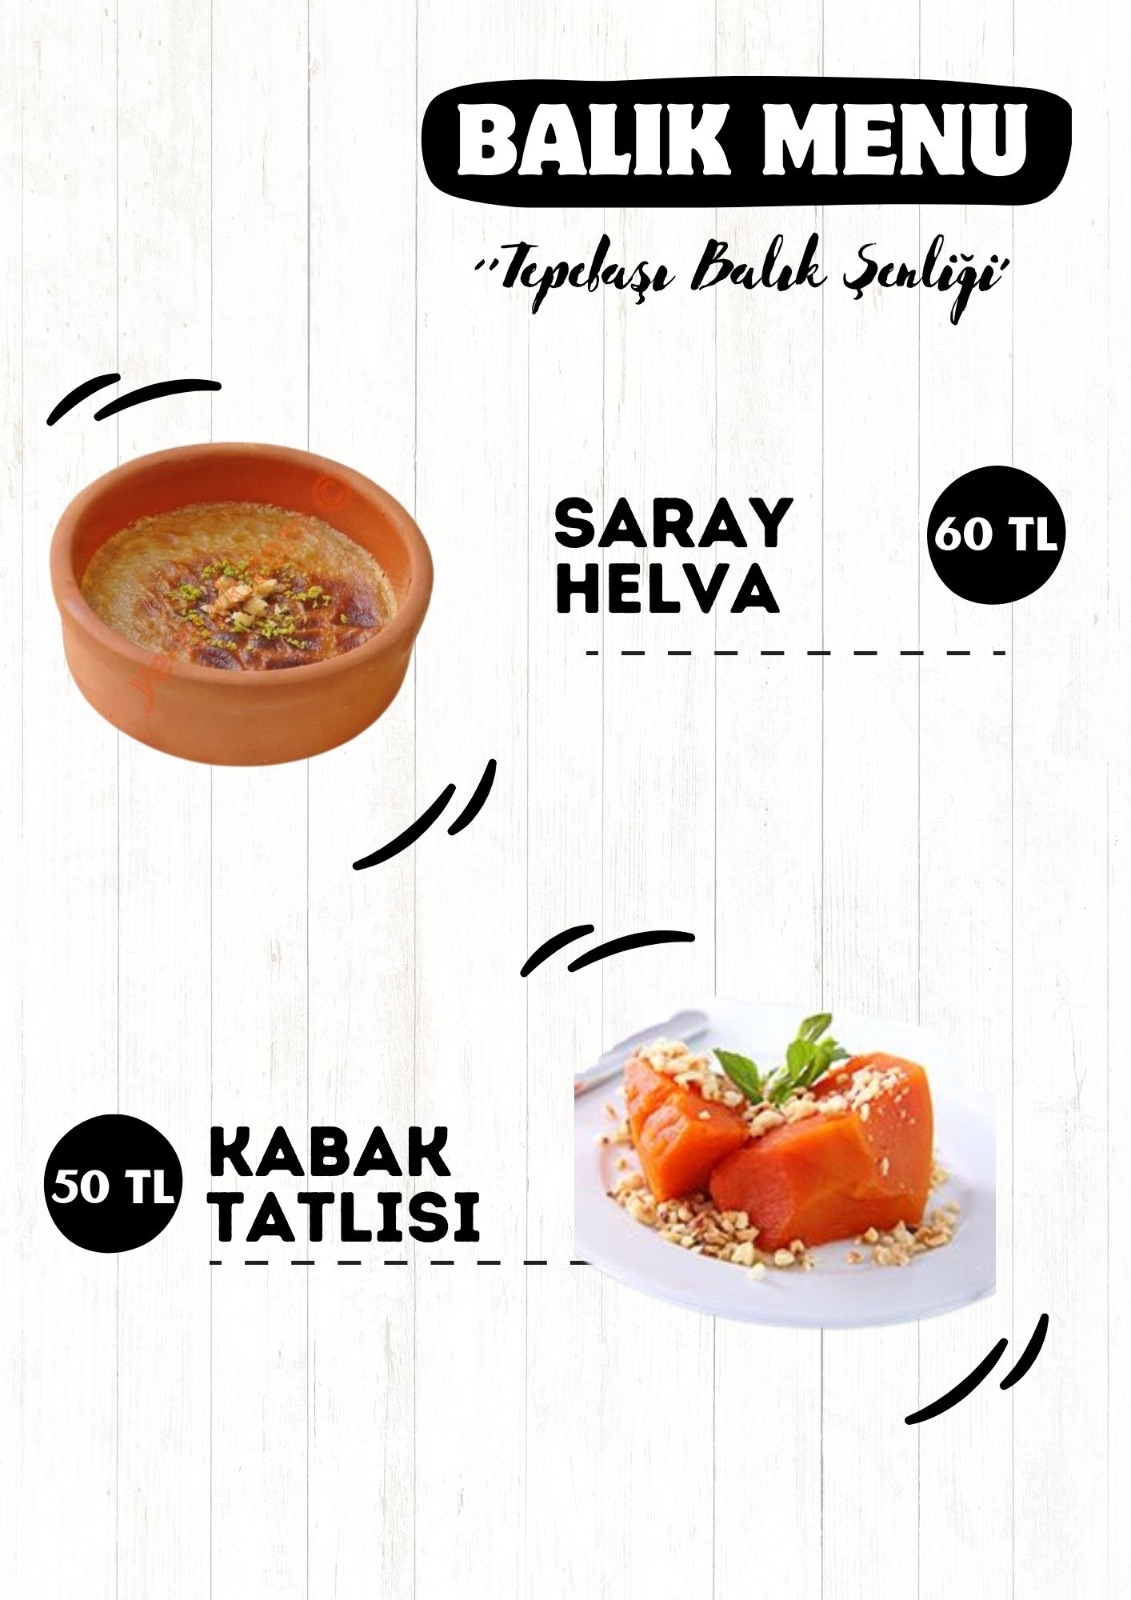 BALIK MENU
"Tepebaşı Balık Şenliği'
SARAY
HELVA
60 TL
50 TL
KABAK
TATLISI